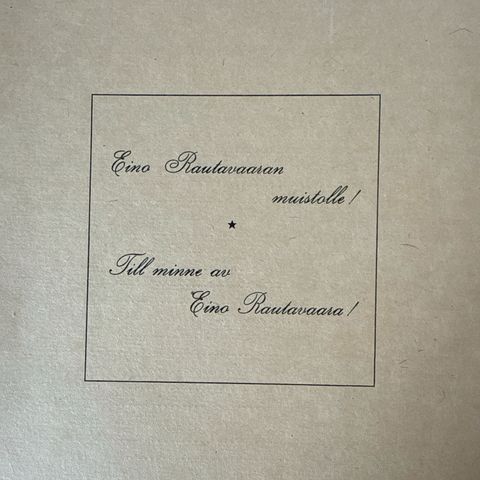 Eino Rautavaaran
muistolle!
★
Till minne av
Eino Rautavaara!